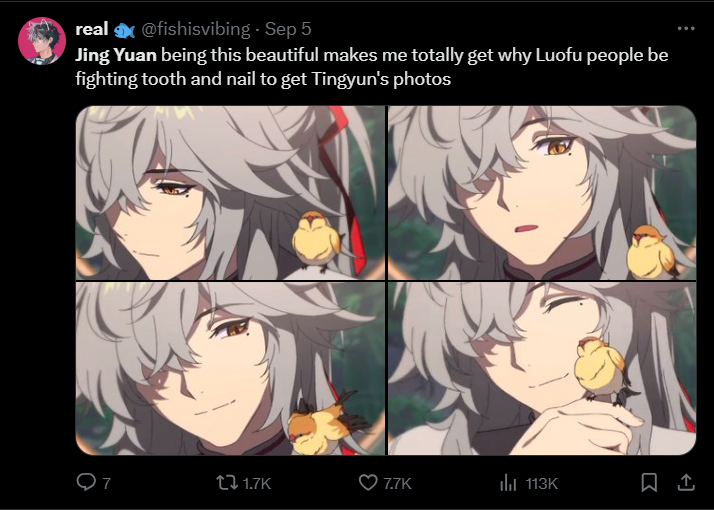 real 🐟 @fishisvibing · Sep 5
Jing Yuan being this beautiful makes me totally get why Luofu people be
fighting tooth and nail to get Tingyun's photos
7 1.7K 7.7K 113K